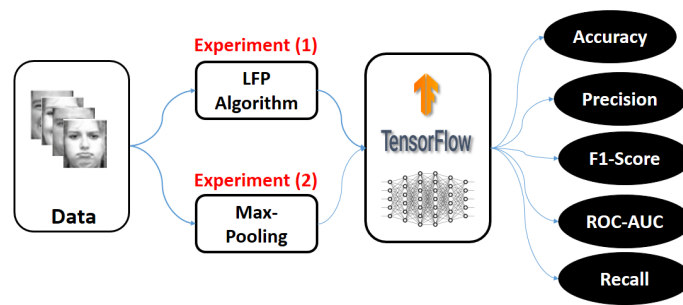 Data
Experiment (1)
LFP
Algorithm
Experiment (2)
Max-
Pooling
TensorFlow
Accuracy
Precision
F1-Score
ROC-AUC
Recall